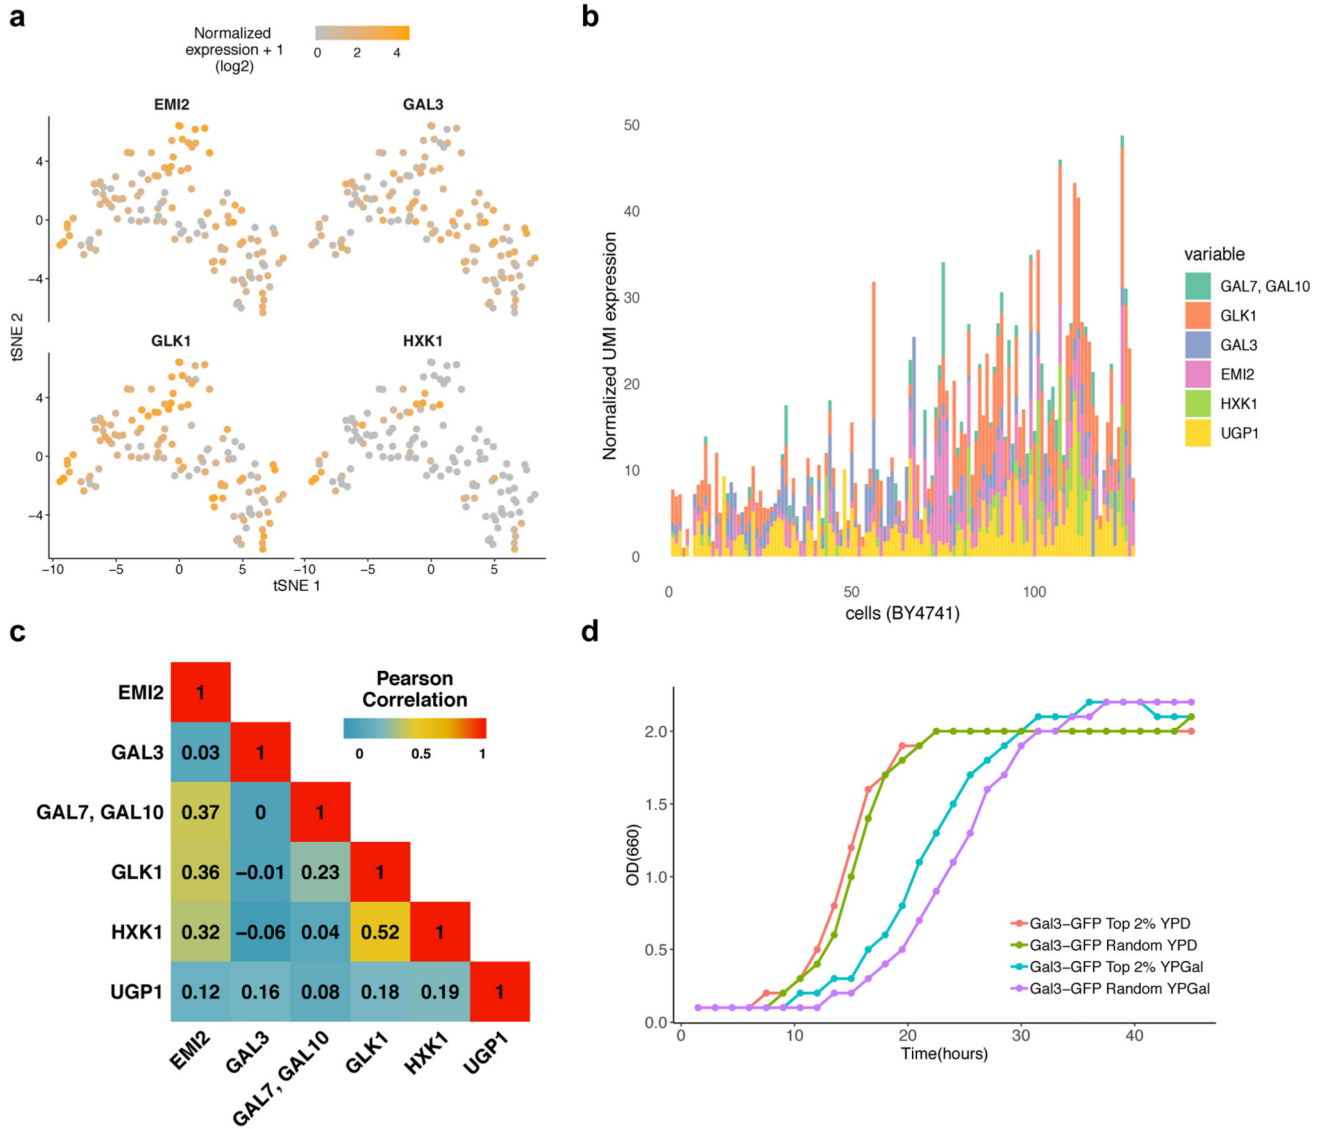 a
Normalized
expression + 1
(log2)
0 2 4
EMI2
GAL3
4
0
−4
GLK1
HXK1
4
0
−4
−10 −5 0 5
−10 −5 0 5
tSNE 1
tSNE 2
b
50
40
30
20
10
0
Normalized UMI expression
0 50 100
cells (BY4741)
variable
GAL7, GAL10
GLK1
GAL3
EMI2
HXK1
UGP1
c
Pearson
Correlation
0 0.5 1
EMI2 1
GAL3 0.03 1
GAL7, GAL10 0.37 0 1
GLK1 0.36 −0.01 0.23 1
HXK1 0.32 −0.06 0.04 0.52 1
UGP1 0.12 0.16 0.08 0.18 0.19 1
EMI2 GAL3 GAL7, GAL10 GLK1 HXK1 UGP1
d
2.0
1.5
1.0
0.5
0.0
OD(660)
0 10 20 30 40
Time(hours)
Gal3−GFP Top 2% YPD
Gal3−GFP Random YPD
Gal3−GFP Top 2% YPGal
Gal3−GFP Random YPGal